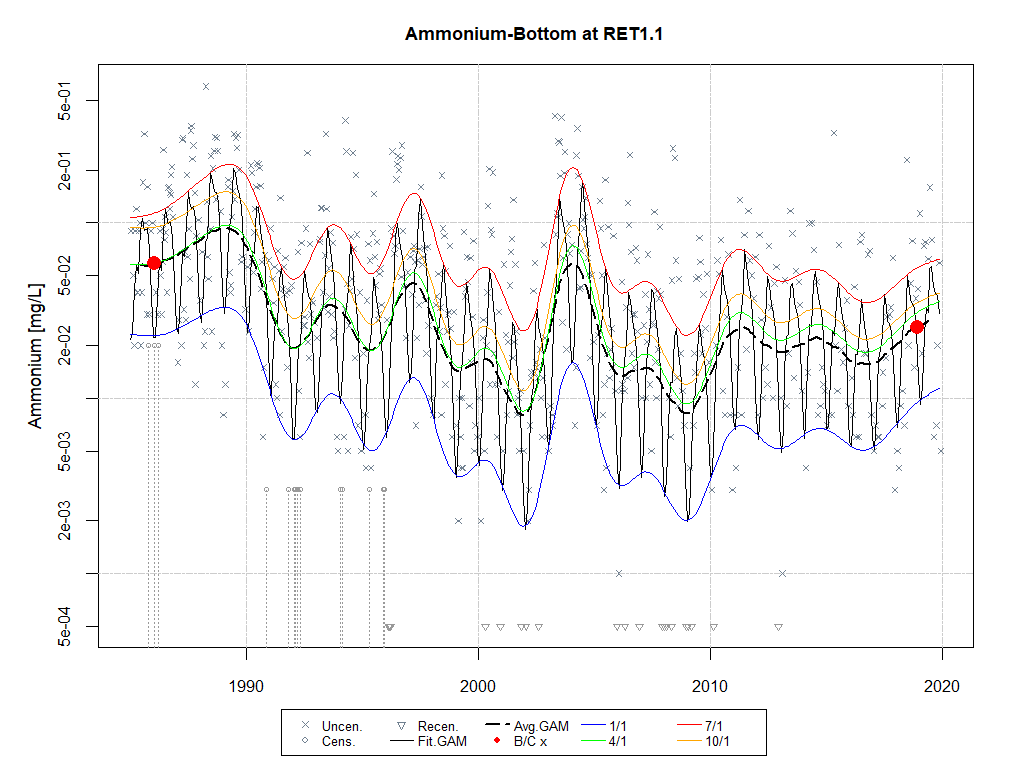 Ammonium-Bottom at RET1.1
Ammonium [mg/L]
5e-01
2e-01
5e-02
2e-02
5e-03
2e-03
5e-04
1990
2000
2010
2020
Uncen. Recen. Avg.GAM 1/1 7/1
Cens. Fit.GAM B/C x 4/1 10/1